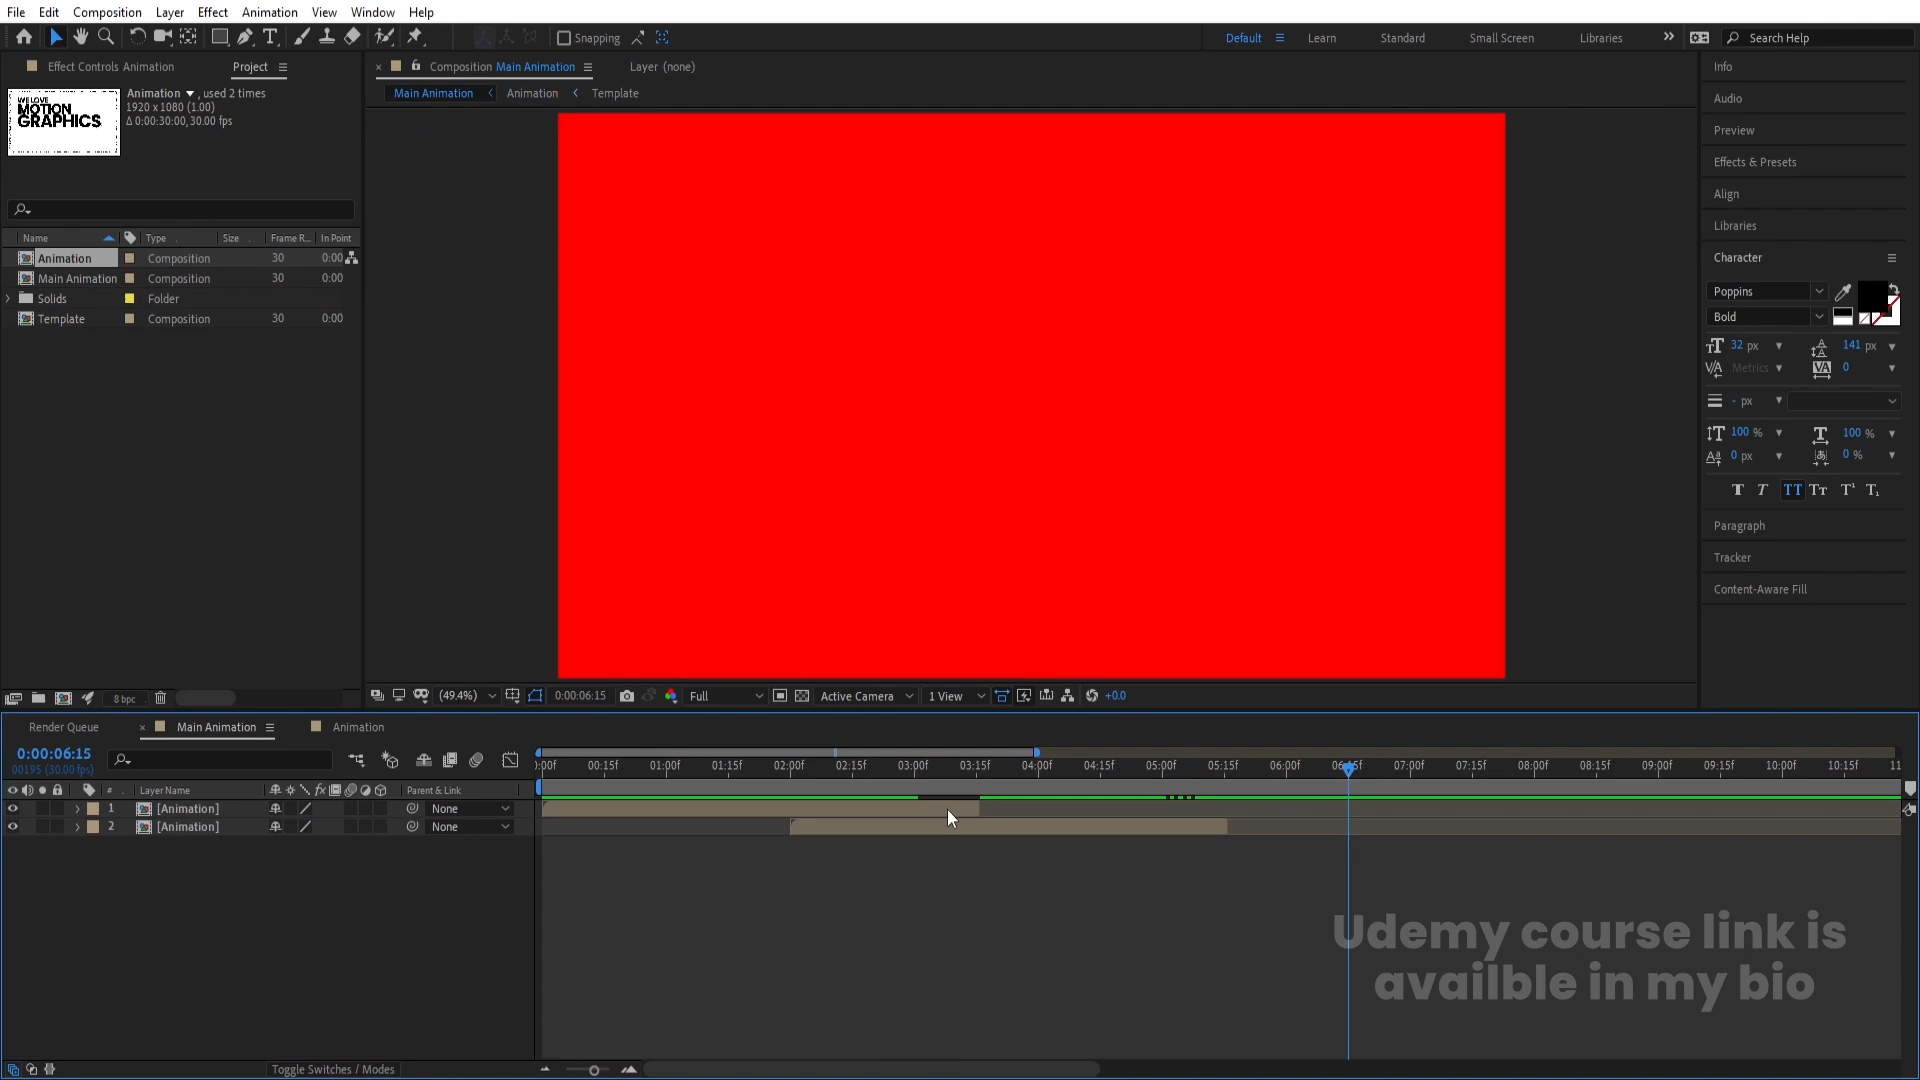 File Edit Composition Layer Effect Animation View Window Help
Snapping Default Learn Standard Small Screen Libraries Search Help
Effect Controls Animation Project
Composition Main Animation Layer (none)
Main Animation Animation Template
WE LOVE
MOTION
GRAPHICS
Animation , used 2 times
1920 x 1080 (1.00)
Δ 0:00:30:00, 30.00 fps
Name Type Size Frame R... In Point
Animation Composition 30 0:00
Main Animation Composition 30 0:00
Solids Folder
Template Composition 30 0:00
8 bpc
(49.4%) 0:00:06:15 Full Active Camera 1 View +0.0
Info
Audio
Preview
Effects & Presets
Align
Libraries
Character
Poppins
Bold
32 px 141 px
Metrics 0
- px
100 % 100 %
0 px 0 %
Paragraph
Tracker
Content-Aware Fill
Render Queue Main Animation Animation
0:00:06:15
00195 (30.00 fps)
:00f 00:15f 01:00f 01:15f 02:00f 02:15f 03:00f 03:15f 04:00f 04:15f 05:00f 05:15f 06:00f 06:15f 07:00f 07:15f 08:00f 08:15f 09:00f 09:15f 10:00f 10:15f 11
# Layer Name Parent & Link
1 [Animation] None
2 [Animation] None
Udemy course link is
availble in my bio
Toggle Switches / Modes